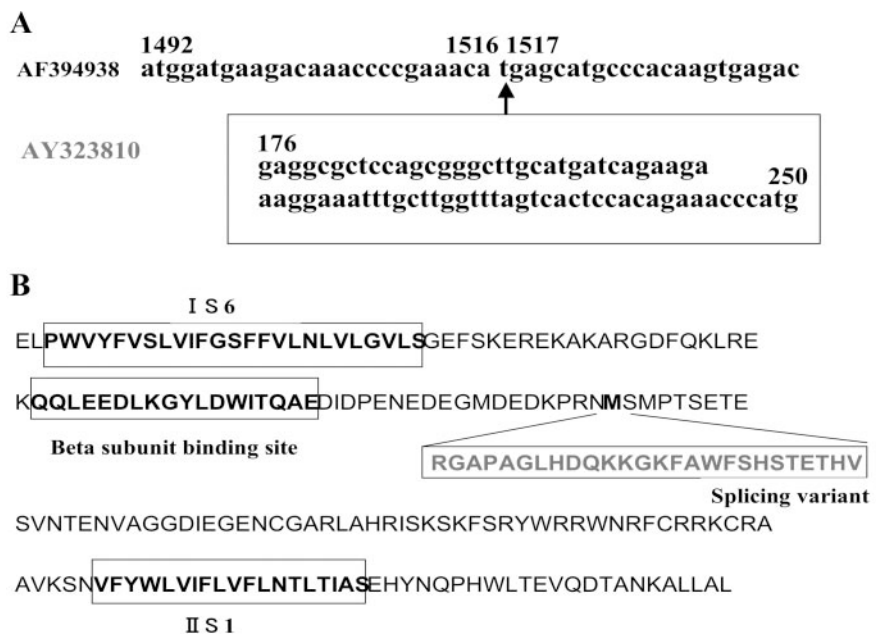 A
1492 1516 1517
AF394938 atggatgaagacaaaccccgaaaca tgagcatgcccacaagtgagac
AY323810
176
gaggcgctccagcgggcttgcatgatcagaaga
250
aaggaaatttgcttggtttagtcactccacagaaacccatg
B
I S 6
ELPWVYFVSLVIFGSFFVLNLVLGVLSGEFSKEREKAKARGDFQKLRE
KQQLEEDLKGYLDWITQAEDIDPENEDEGMDEDKPRNMSMPTSETE
Beta subunit binding site
RGAPAGLHDQKKGKFAWFSHSTETHV
Splicing variant
SVNTENVAGGDIEGENCGARLAHRISKSKFSRYWRRWNRFCRRKCRA
AVKSNVFYWLVIFLVFLNTLTIASEHYNQPHWLTEVQDTANKALLAL
II S 1